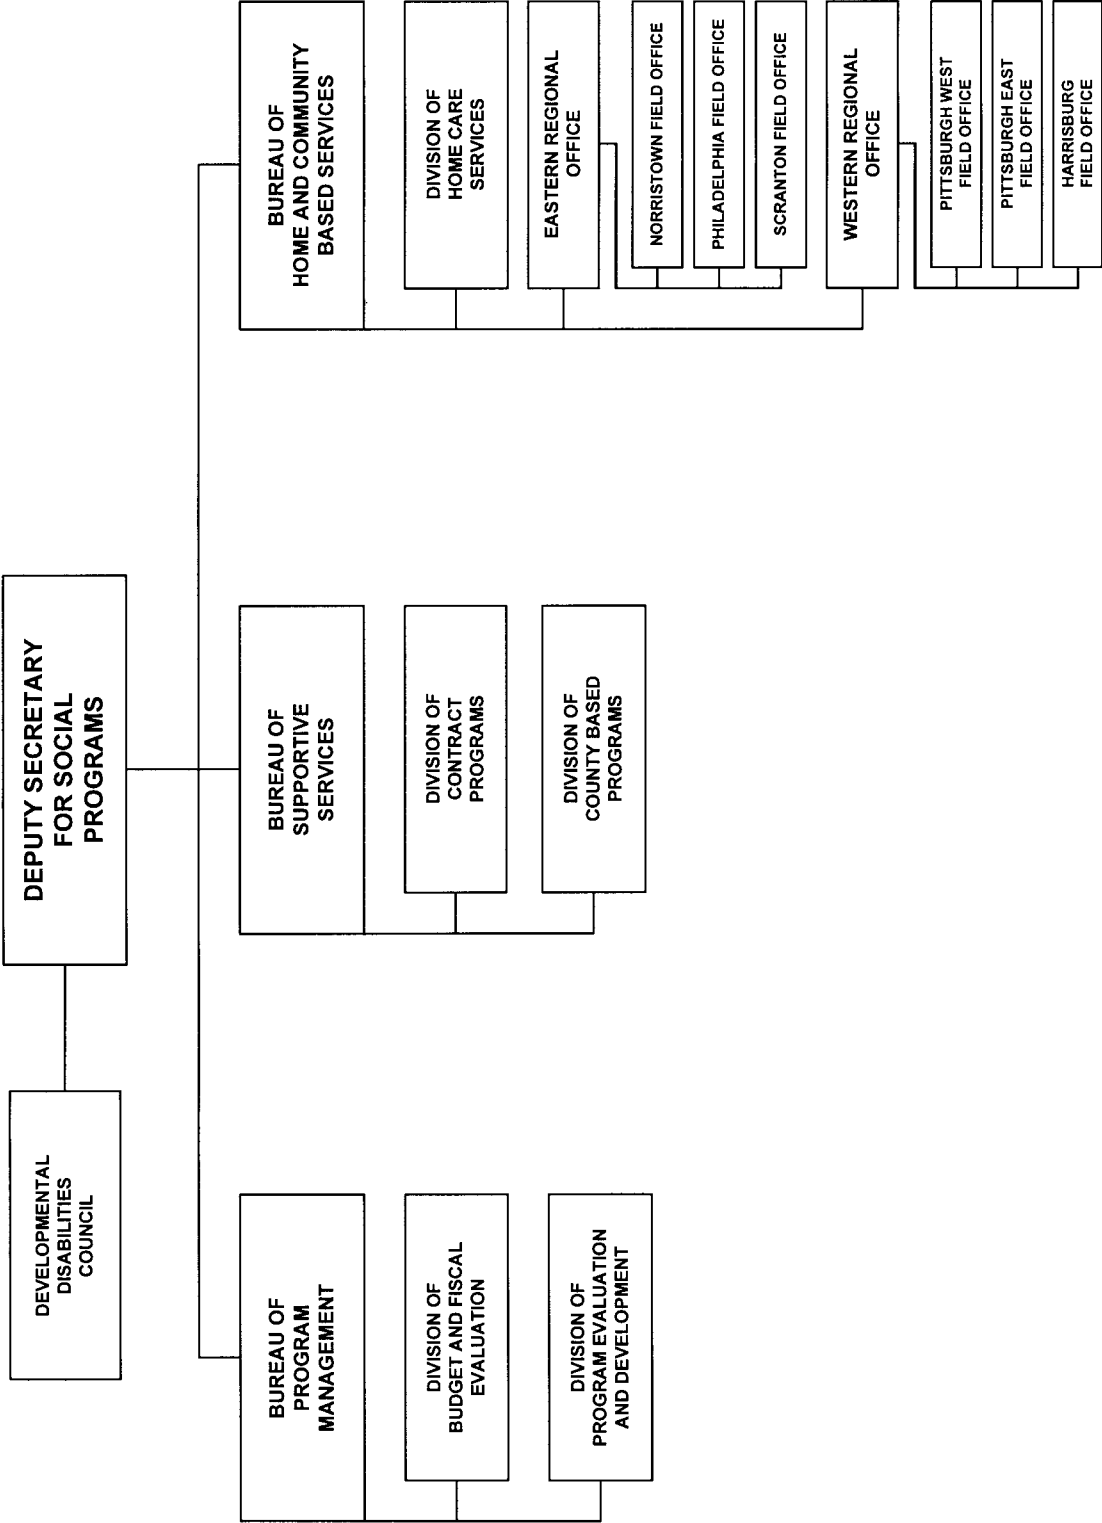 DEPUTY SECRETARY
FOR SOCIAL
PROGRAMS
DEVELOPMENTAL
DISABILITIES
COUNCIL
BUREAU OF
PROGRAM
MANAGEMENT
DIVISION OF
BUDGET AND FISCAL
EVALUATION
DIVISION OF
PROGRAM EVALUATION
AND DEVELOPMENT
BUREAU OF
SUPPORTIVE
SERVICES
DIVISION OF
CONTRACT
PROGRAMS
DIVISION OF
COUNTY BASED
PROGRAMS
BUREAU OF
HOME AND COMMUNITY
BASED SERVICES
DIVISION OF
HOME CARE
SERVICES
EASTERN REGIONAL
OFFICE
NORRISTOWN FIELD OFFICE
PHILADELPHIA FIELD OFFICE
SCRANTON FIELD OFFICE
WESTERN REGIONAL
OFFICE
PITTSBURGH WEST
FIELD OFFICE
PITTSBURGH EAST
FIELD OFFICE
HARRISBURG
FIELD OFFICE